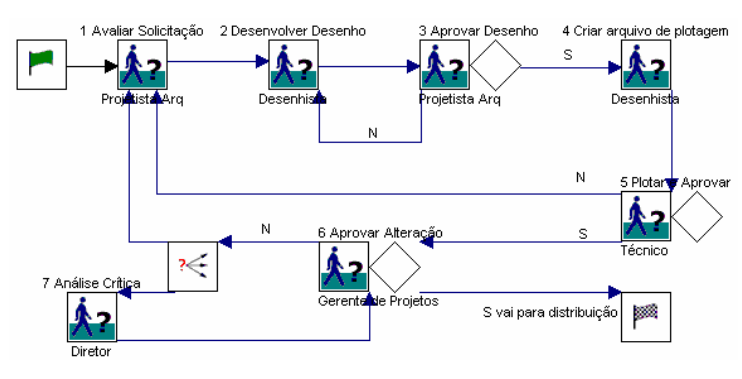 1 Avaliar Solicitação
2 Desenvolver Desenho
3 Aprovar Desenho
4 Criar arquivo de plotagem
?
?
?
?
S
Projetista Arq
Desenhista
Projetista Arq
Desenhista
N
N
5 Plotar e Aprovar
?
N
6 Aprovar Alteração
S
Técnico
?
?
7 Análise Crítica
?
Gerente de Projetos
S vai para distribuição
Diretor